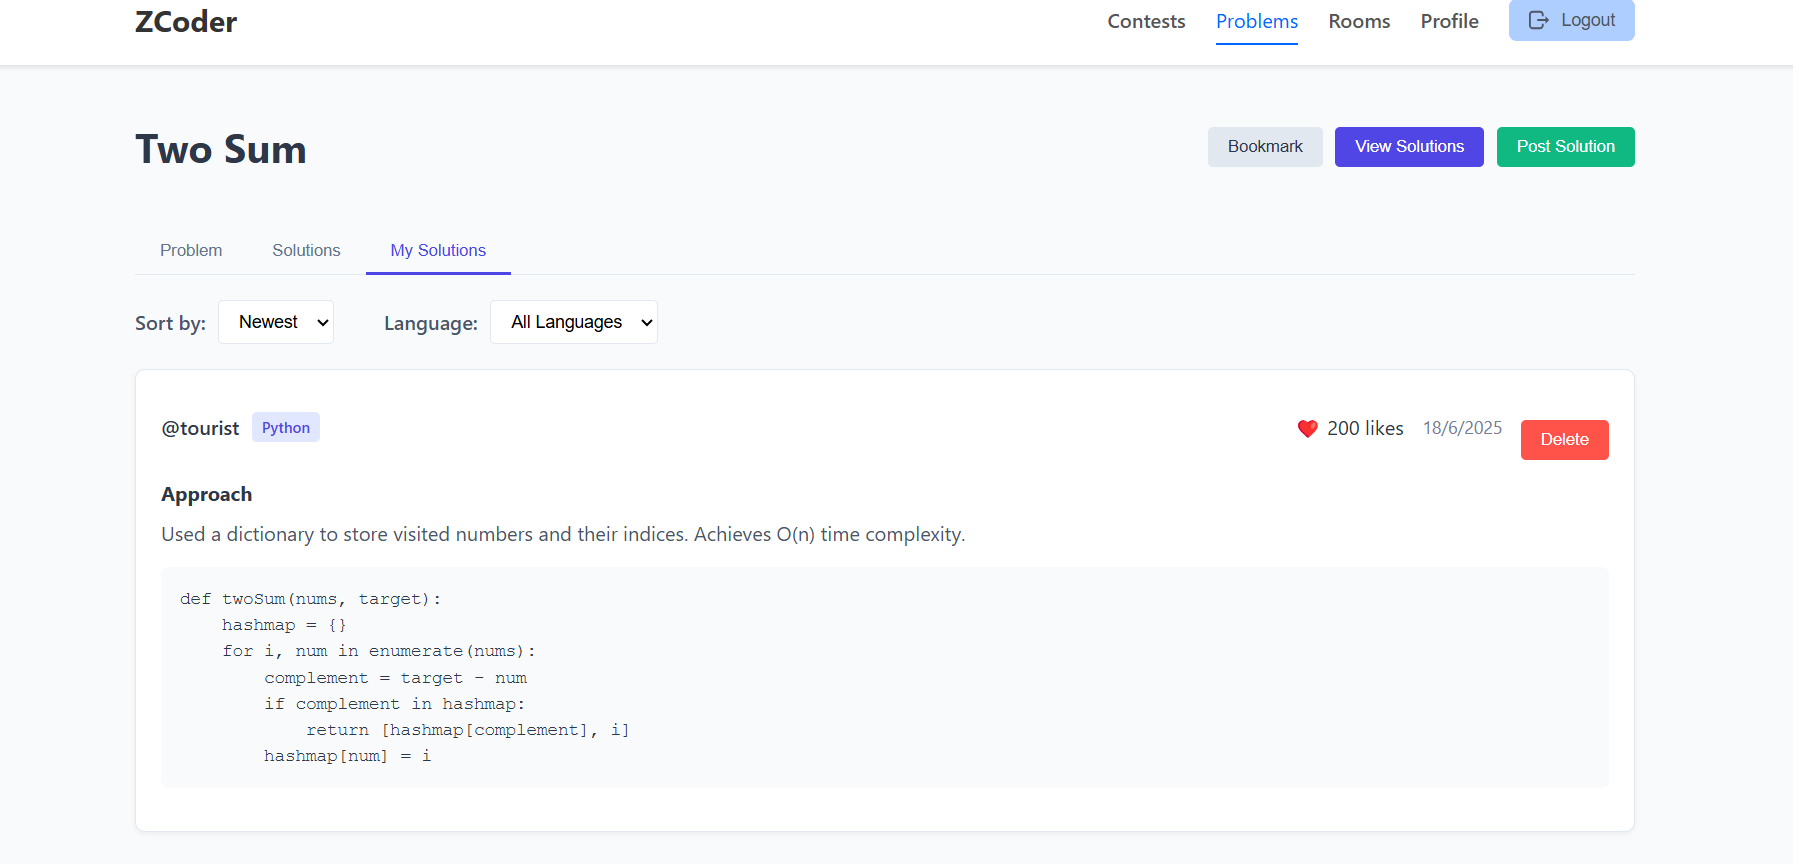 ZCoder
Contests Problems Rooms Profile Logout
Two Sum
Bookmark View Solutions Post Solution
Problem Solutions My Solutions
Sort by: Newest Language: All Languages
@tourist Python ❤️ 200 likes 18/6/2025 Delete
Approach
Used a dictionary to store visited numbers and their indices. Achieves O(n) time complexity.
def twoSum(nums, target):
    hashmap = {}
    for i, num in enumerate(nums):
        complement = target - num
        if complement in hashmap:
            return [hashmap[complement], i]
        hashmap[num] = i